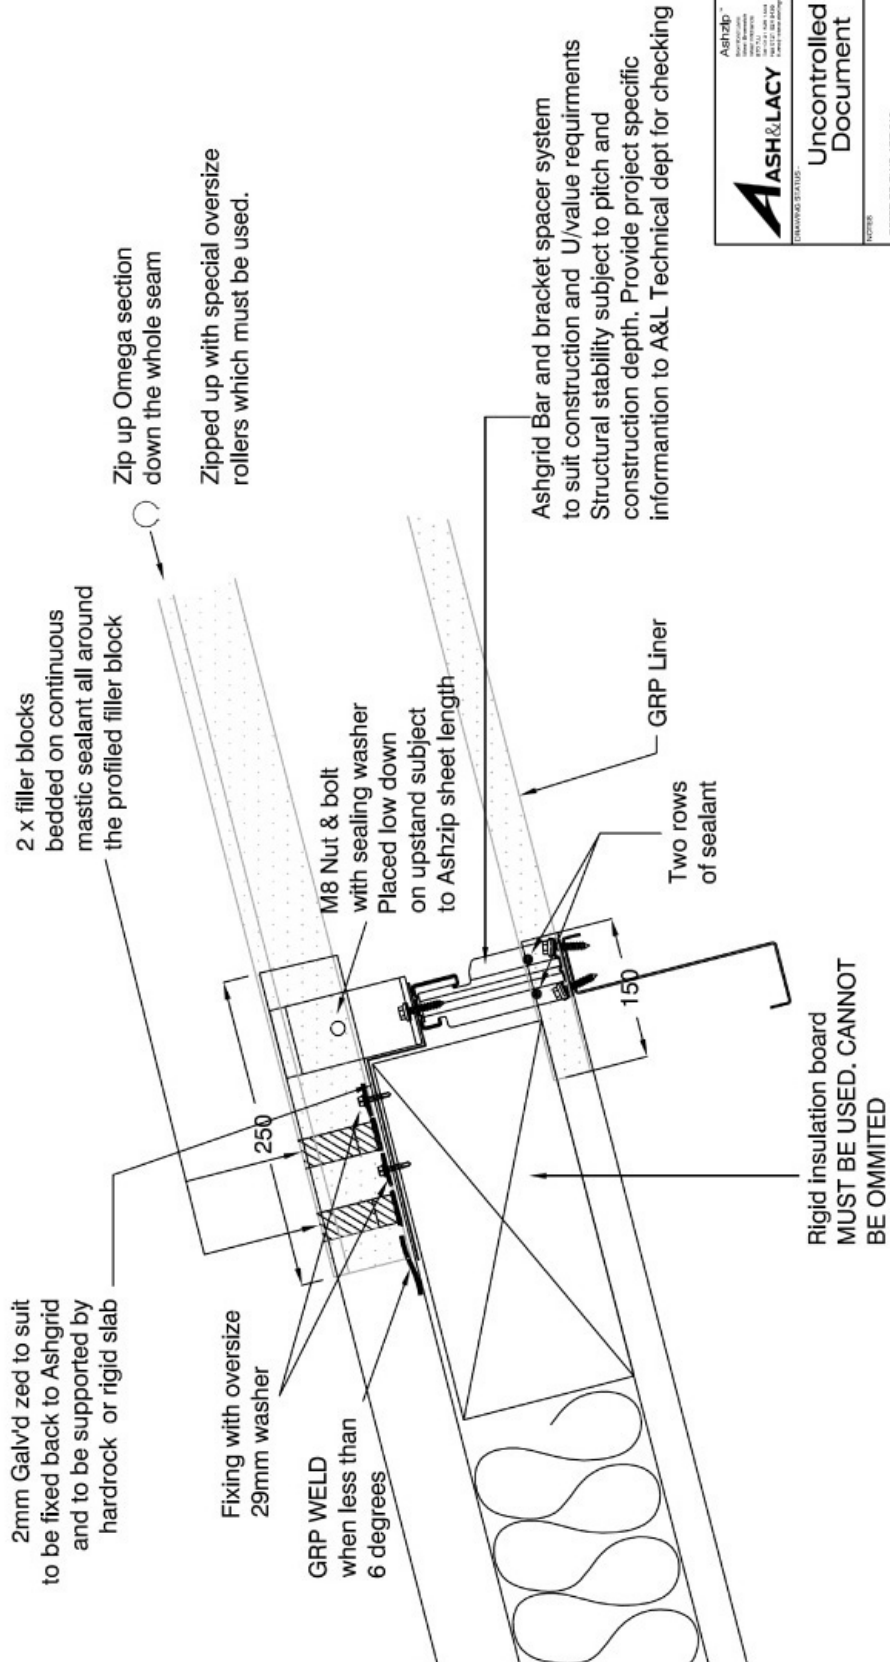 2mm Galv'd zed to suit
to be fixed back to Ashgrid
and to be supported by
hardrock or rigid slab
2 x filler blocks
bedded on continuous
mastic sealant all around
the profiled filler block
Zip up Omega section
down the whole seam
Zipped up with special oversize
rollers which must be used.
Fixing with oversize
29mm washer
GRP WELD
when less than
6 degrees
250
M8 Nut & bolt
with sealing washer
Placed low down
on upstand subject
to Ashzip sheet length
Ashgrid Bar and bracket spacer system
to suit construction and U/value requirments
Structural stability subject to pitch and
construction depth. Provide project specific
informantion to A&L Technical dept for checking
GRP Liner
Two rows
of sealant
150
Rigid insulation board
MUST BE USED. CANNOT
BE OMMITED
Ashzip
ASH&LACY
DRAWING STATUS:-
Uncontrolled
Document
NOTES